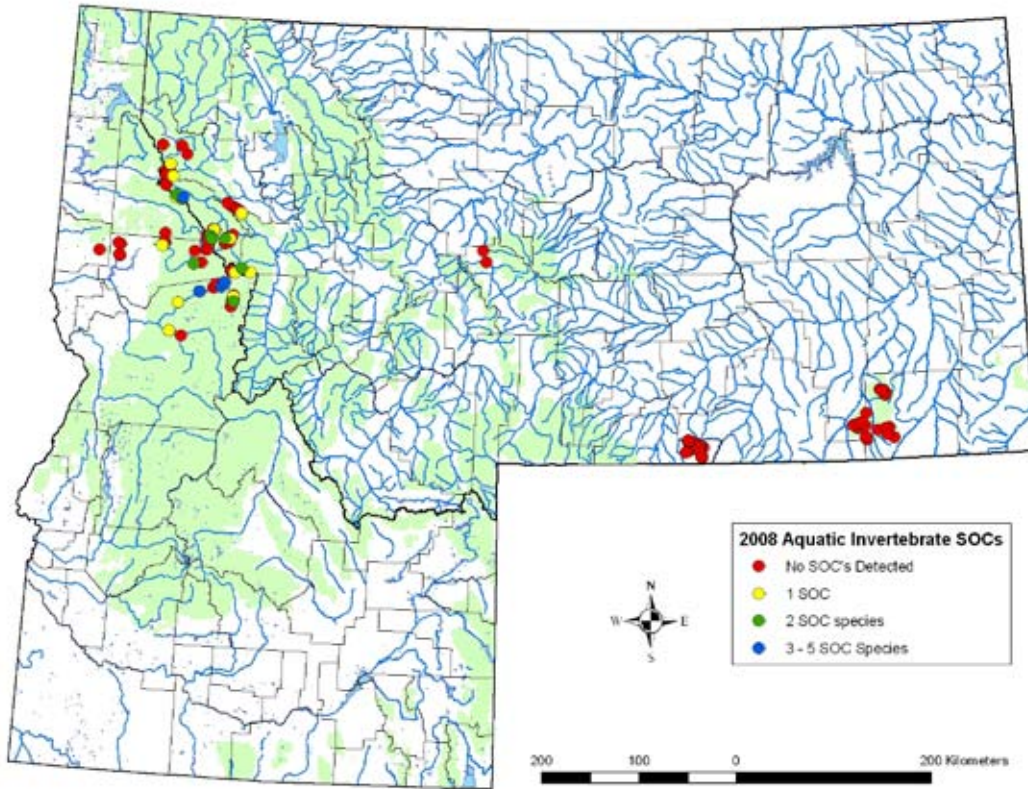 2008 Aquatic Invertebrate SOCs
No SOC's Detected
1 SOC
2 SOC species
3 - 5 SOC Species
N
W E
S
200 100 0 200 Kilometers